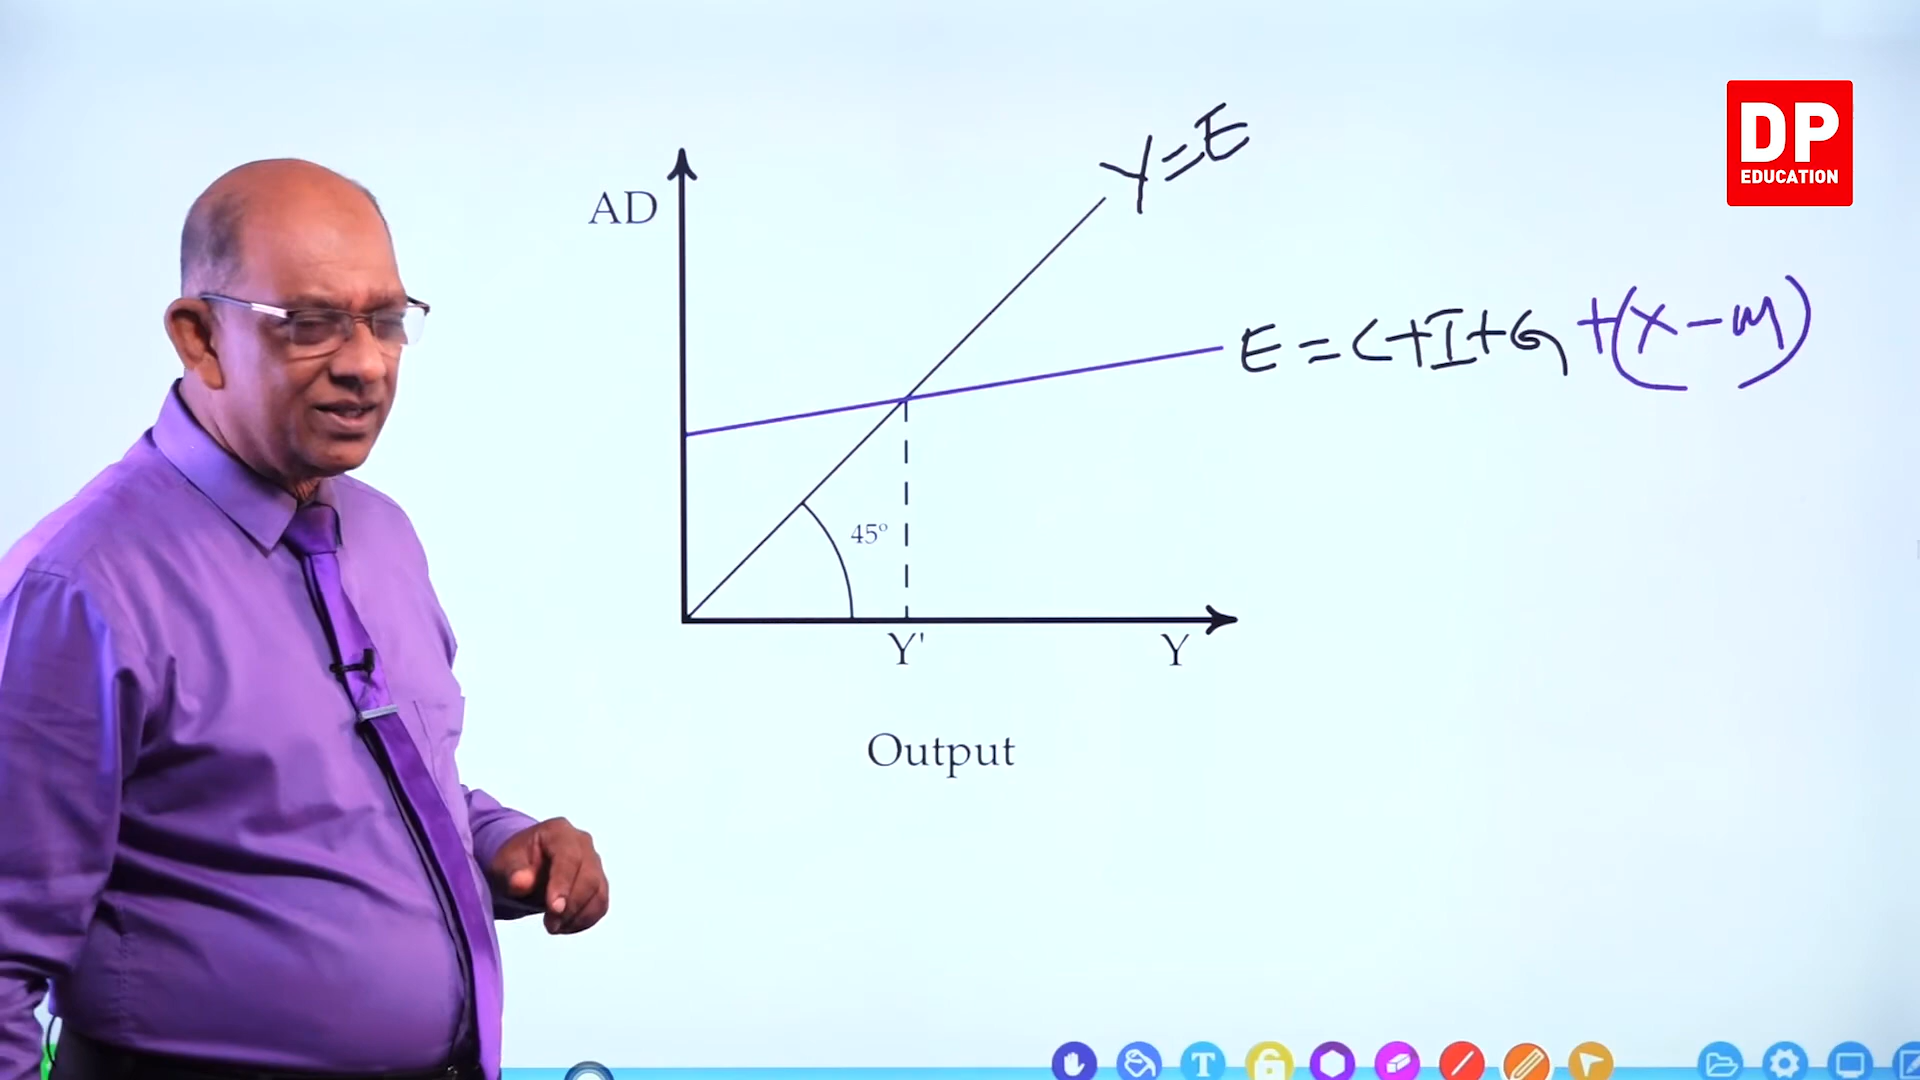 DP
EDUCATION
Y=E
AD
E=C+I+G+(X-M)
45°
Y'
Y
Output
T